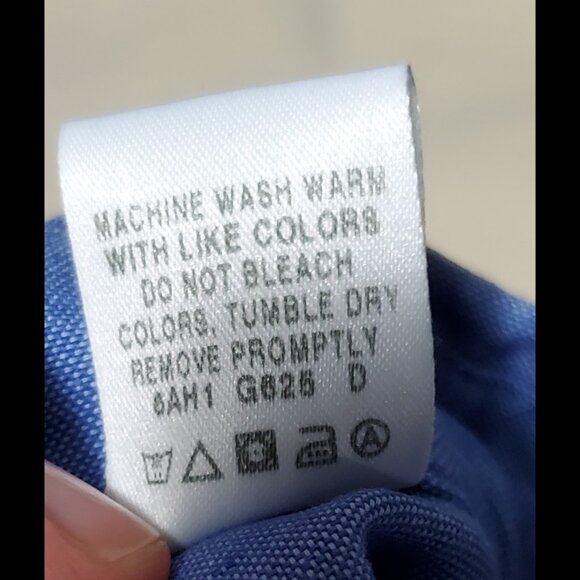 MACHINE WASH WARM
WITH LIKE COLORS
DO NOT BLEACH
COLORS, TUMBLE DRY
REMOVE PROMPTLY
6AH1 G625 D
A